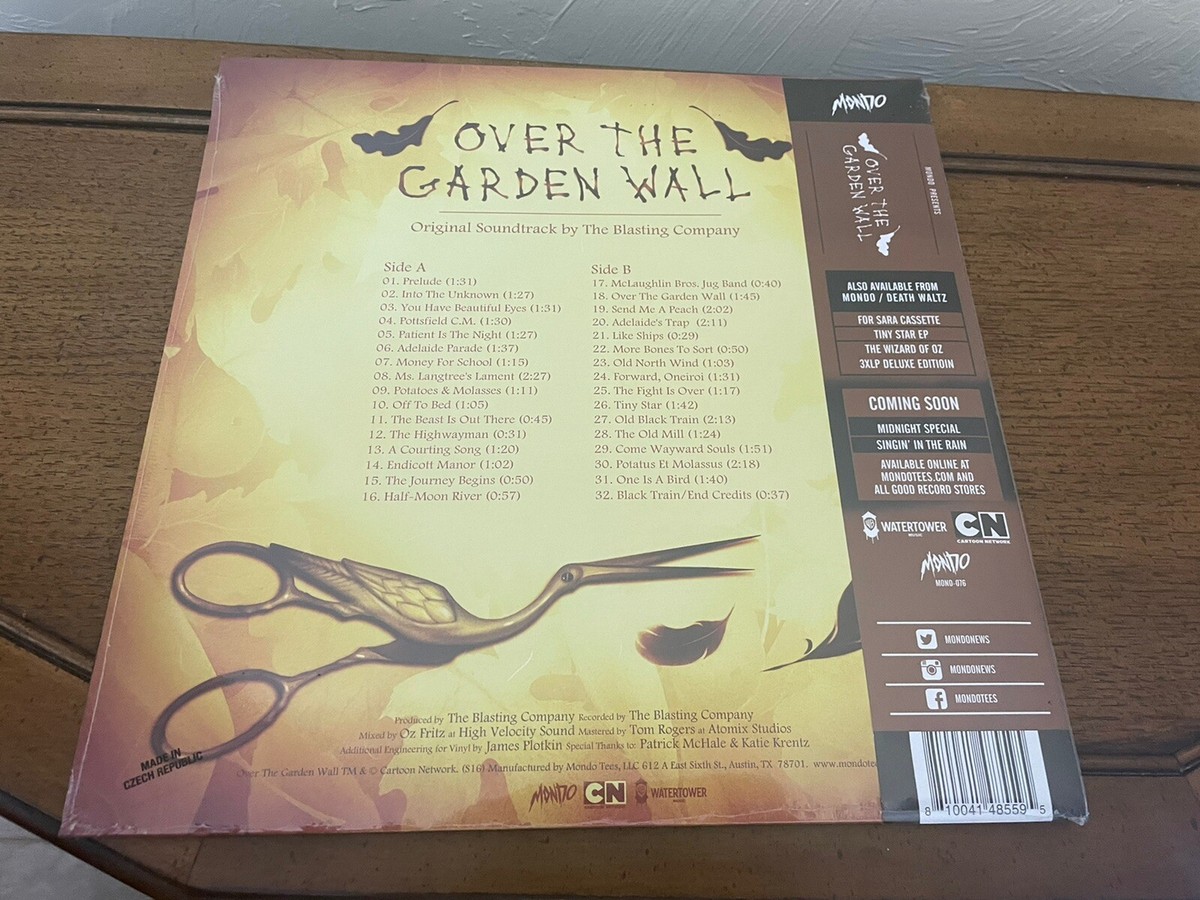 OVER THE
GARDEN WALL
Original Soundtrack by The Blasting Company
Side A
01. Prelude (1:31)
02. Into The Unknown (1:27)
03. You Have Beautiful Eyes (1:31)
04. Pottsfield C.M. (1:30)
05. Patient Is The Night (1:27)
06. Adelaide Parade (1:37)
07. Money For School (1:15)
08. Ms. Langtree's Lament (2:27)
09. Potatoes & Molasses (1:11)
10. Off To Bed (1:05)
11. The Beast Is Out There (0:45)
12. The Highwayman (0:31)
13. A Courting Song (1:20)
14. Endicott Manor (1:02)
15. The Journey Begins (0:50)
16. Half-Moon River (0:57)
Side B
17. McLaughlin Bros. Jug Band (0:40)
18. Over The Garden Wall (1:45)
19. Send Me A Peach (2:02)
20. Adelaide's Trap (2:11)
21. Like Ships (0:29)
22. More Bones To Sort (0:50)
23. Old North Wind (1:03)
24. Forward, Oneiroi (1:31)
25. The Fight Is Over (1:17)
26. Tiny Star (1:42)
27. Old Black Train (2:13)
28. The Old Mill (1:24)
29. Come Wayward Souls (1:51)
30. Potatus Et Molassus (2:18)
31. One Is A Bird (1:40)
32. Black Train/End Credits (0:37)
Produced by The Blasting Company Recorded by The Blasting Company
Mixed by Oz Fritz at High Velocity Sound Mastered by Tom Rogers at Atomix Studios
Additional Engineering for Vinyl by James Plotkin Special Thanks to: Patrick McHale & Katie Krentz
Over The Garden Wall TM & © Cartoon Network. (S16) Manufactured by Mondo Tees, LLC 612 A East Sixth St., Austin, TX 78701. www.mondotee
MONDO CN CARTOON NETWORK WATERTOWER MUSIC
MADE IN
CZECH REPUBLIC
MONDO
MONDO PRESENTS
OVER THE
GARDEN WALL
ALSO AVAILABLE FROM
MONDO / DEATH WALTZ
FOR SARA CASSETTE
TINY STAR EP
THE WIZARD OF OZ
3XLP DELUXE EDITIOIN
COMING SOON
MIDNIGHT SPECIAL
SINGIN' IN THE RAIN
AVAILABLE ONLINE AT
MONDOTEES.COM AND
ALL GOOD RECORD STORES
WATERTOWER MUSIC
CN CARTOON NETWORK
MONDO
MOND-076
MONDONEWS
MONDONEWS
MONDOTEES
8 10041 48559 5